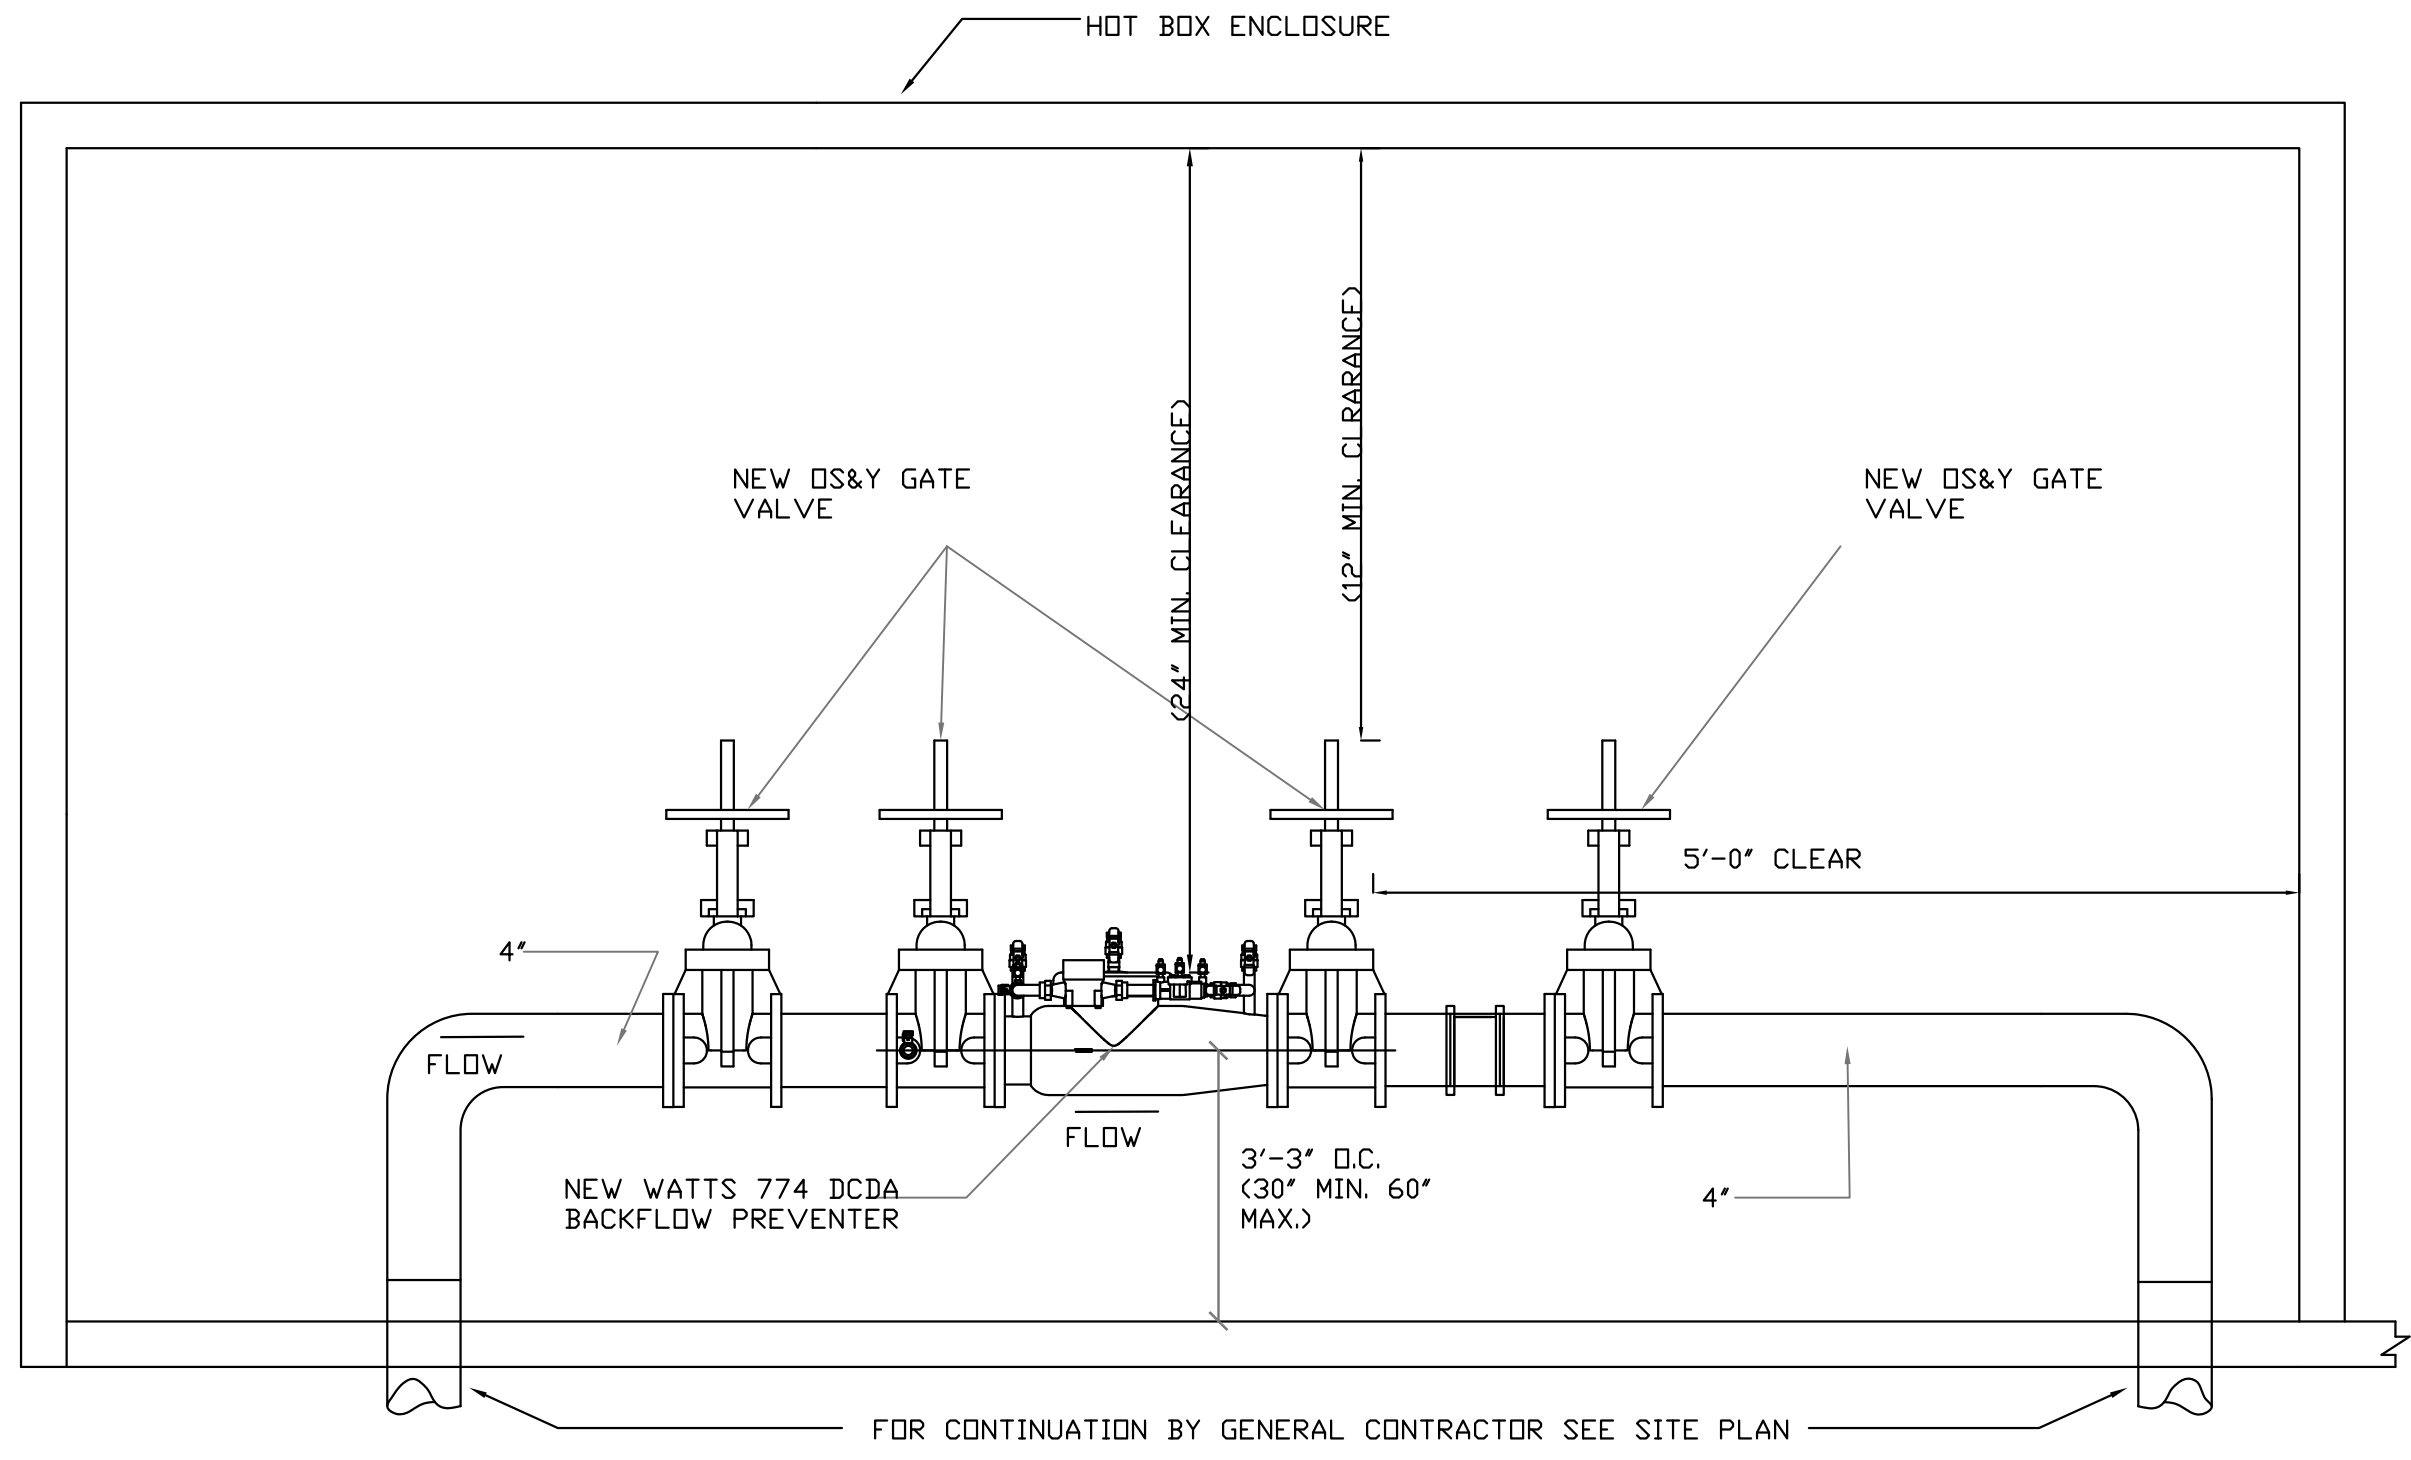 HOT BOX ENCLOSURE
(24" MIN. CLEARANCE)
(12" MIN. CLRARANCE)
NEW OS&Y GATE
VALVE
NEW OS&Y GATE
VALVE
5'-0" CLEAR
4"
FLOW
FLOW
3'-3" O.C.
(30" MIN. 60"
MAX.)
NEW WATTS 774 DCDA
BACKFLOW PREVENTER
4"
FOR CONTINUATION BY GENERAL CONTRACTOR SEE SITE PLAN